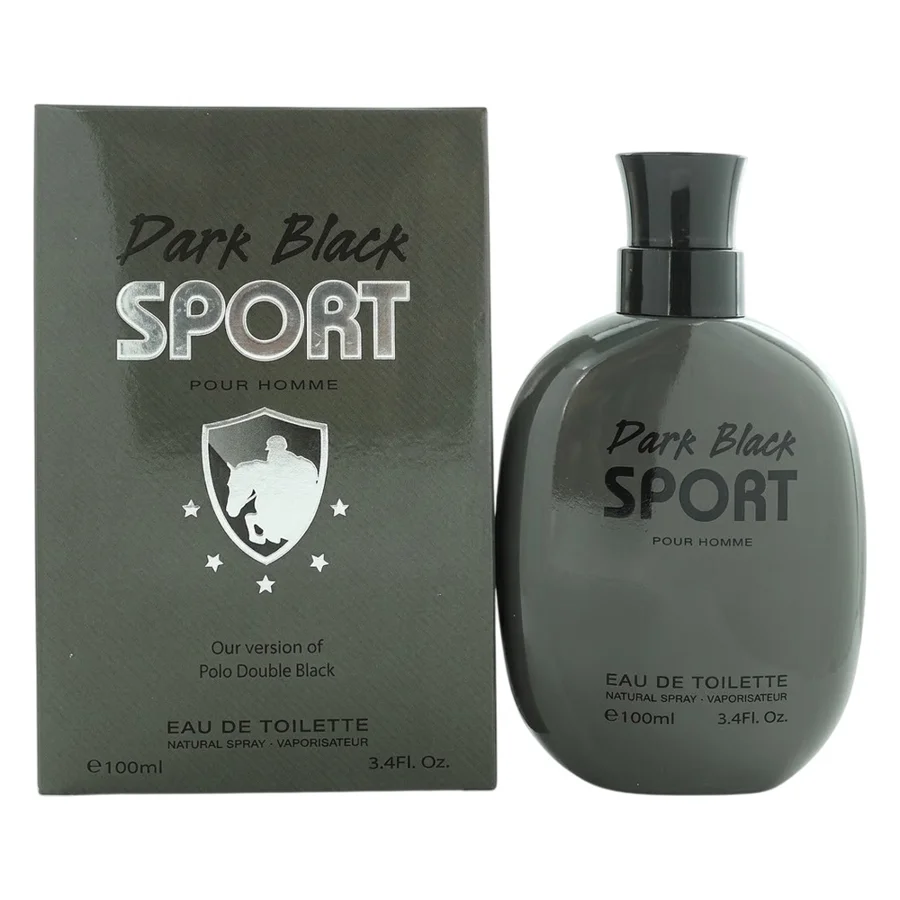 Dark Black
SPORT
POUR HOMME
Our version of
Polo Double Black
EAU DE TOILETTE
NATURAL SPRAY · VAPORISATEUR
℮100ml 3.4Fl. Oz.
Dark Black
SPORT
POUR HOMME
EAU DE TOILETTE
NATURAL SPRAY · VAPORISATEUR
℮100ml 3.4Fl. Oz.